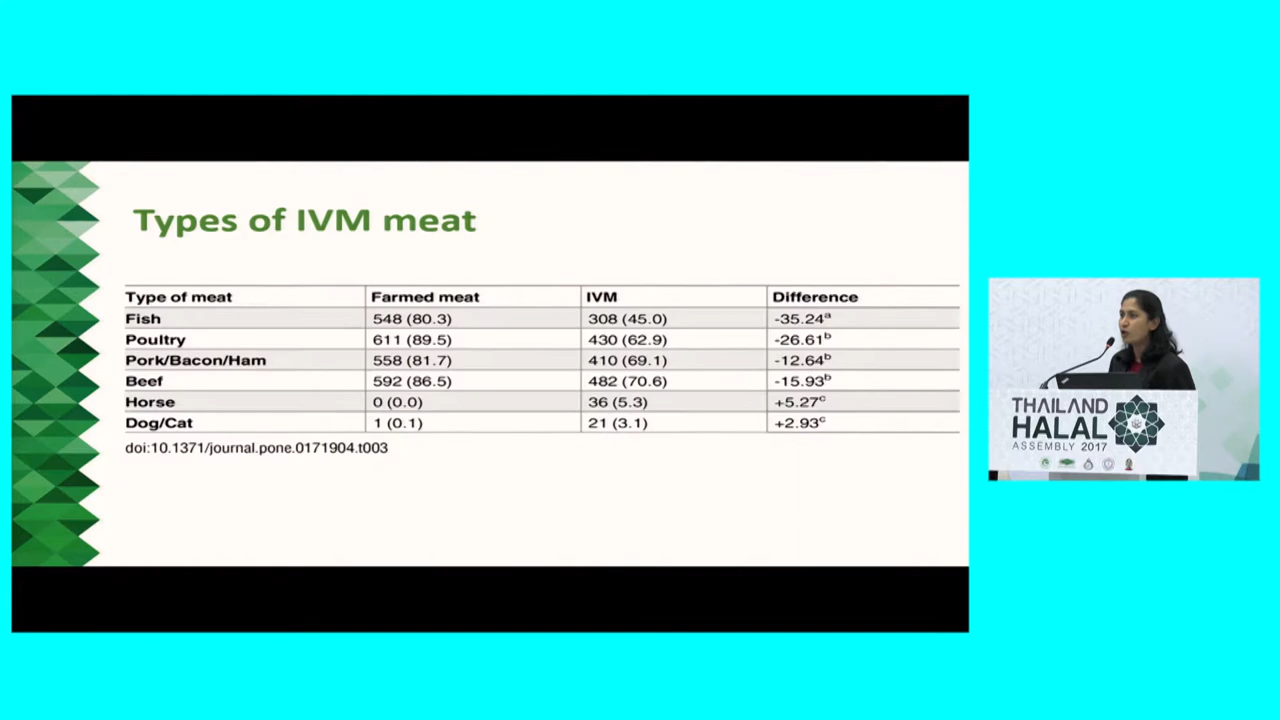 Types of IVM meat
Type of meat Farmed meat IVM Difference
Fish 548 (80.3) 308 (45.0) -35.24ᵃ
Poultry 611 (89.5) 430 (62.9) -26.61ᵇ
Pork/Bacon/Ham 558 (81.7) 410 (69.1) -12.64ᵇ
Beef 592 (86.5) 482 (70.6) -15.93ᵇ
Horse 0 (0.0) 36 (5.3) +5.27ᶜ
Dog/Cat 1 (0.1) 21 (3.1) +2.93ᶜ
doi:10.1371/journal.pone.0171904.t003
THAILAND
HALAL
ASSEMBLY 2017